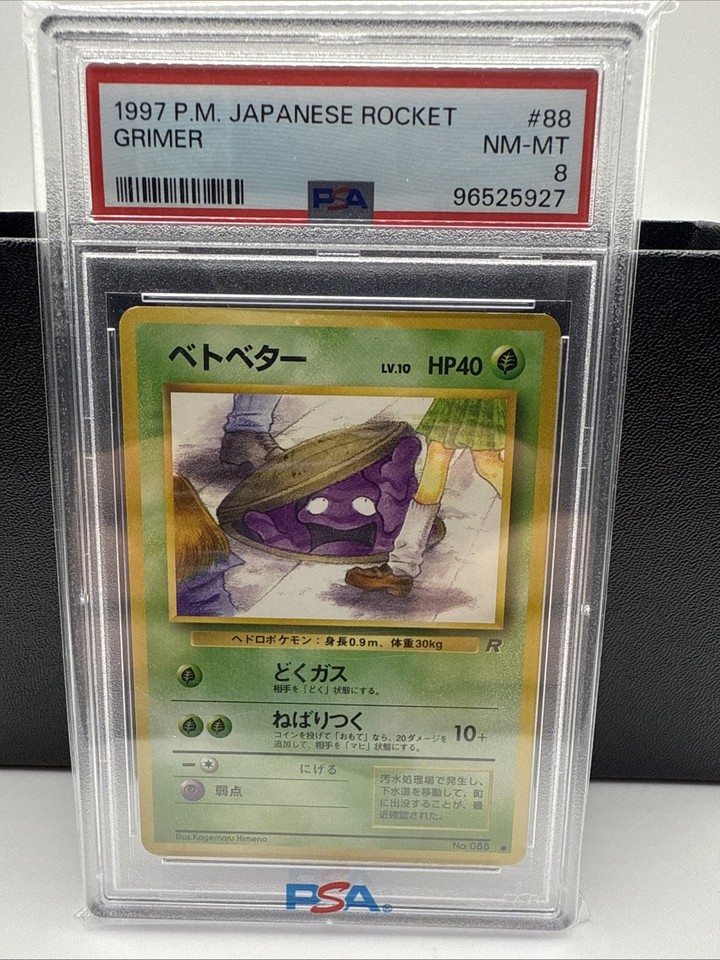 1997 P.M. JAPANESE ROCKET #88
GRIMER NM-MT
8
PSA 96525927
ベトベター LV.10 HP40
ヘドロポケモン：身長0.9m、体重30kg R
どくガス
相手を「どく」状態にする。
ねばりつく 10+
コインを投げて「おもて」なら、20ダメージを
追加して、相手を「マヒ」状態にする。
にげる
弱点
汚水処理場で発生し、
下水道を移動して、町
に出没することが、最
近確認された。
Illus.Kagemaru Himeno
No.088
PSA